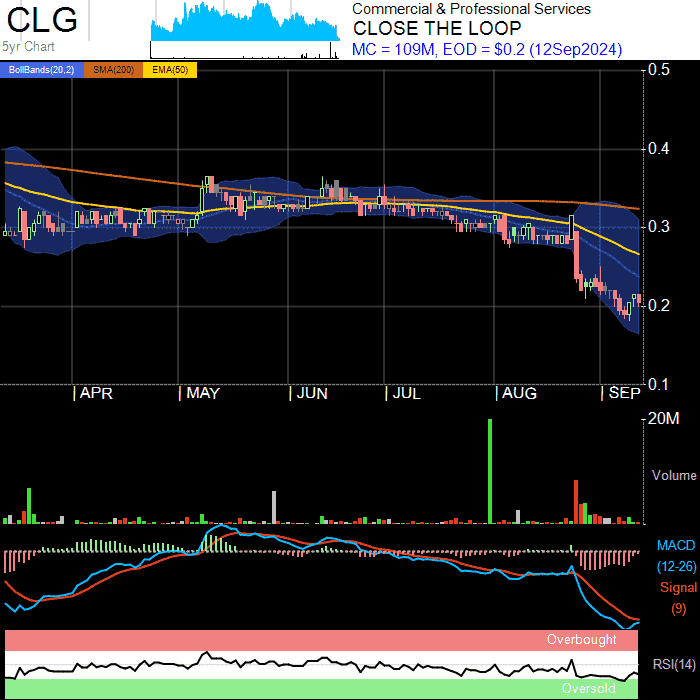 CLG
5yr Chart
Commercial & Professional Services
CLOSE THE LOOP
MC = 109M, EOD = $0.2 (12Sep2024)
BollBands(20,2) SMA(200) EMA(50)
0.5
0.4
0.3
0.2
0.1
APR MAY JUN JUL AUG SEP
20M
Volume
MACD
(12-26)
Signal
(9)
Overbought
RSI(14)
Oversold